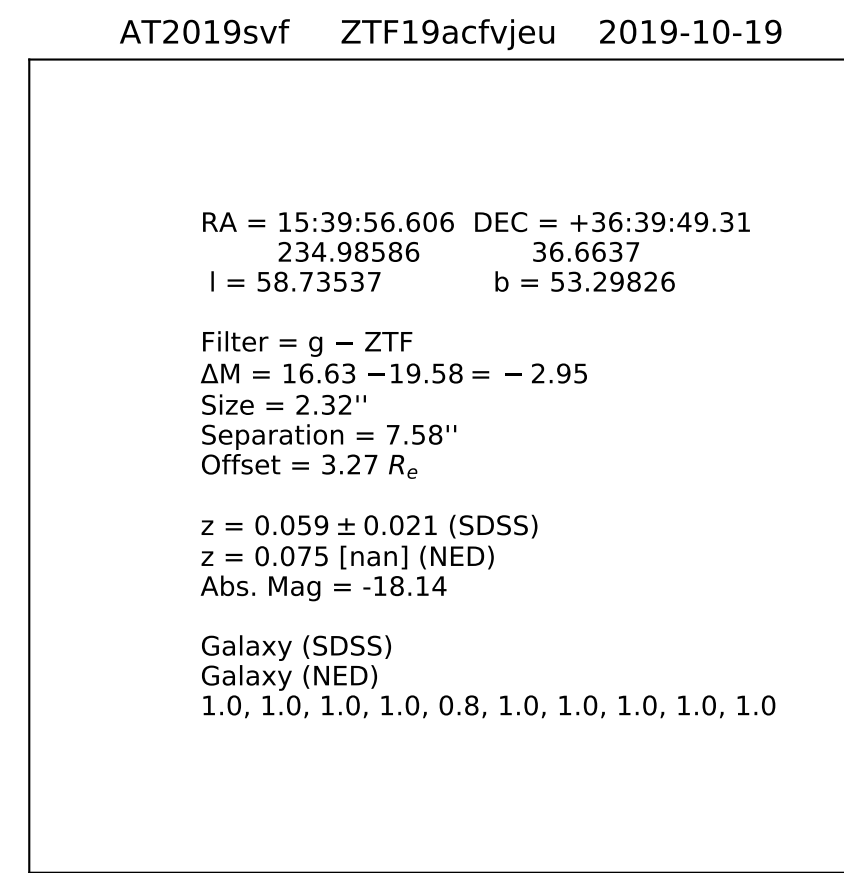 AT2019svf ZTF19acfvjeu 2019-10-19
RA = 15:39:56.606 DEC = +36:39:49.31
234.98586 36.6637
l = 58.73537 b = 53.29826
Filter = g − ZTF
ΔM = 16.63 −19.58 = − 2.95
Size = 2.32''
Separation = 7.58''
Offset = 3.27 Re
z = 0.059 ± 0.021 (SDSS)
z = 0.075 [nan] (NED)
Abs. Mag = -18.14
Galaxy (SDSS)
Galaxy (NED)
1.0, 1.0, 1.0, 1.0, 0.8, 1.0, 1.0, 1.0, 1.0, 1.0